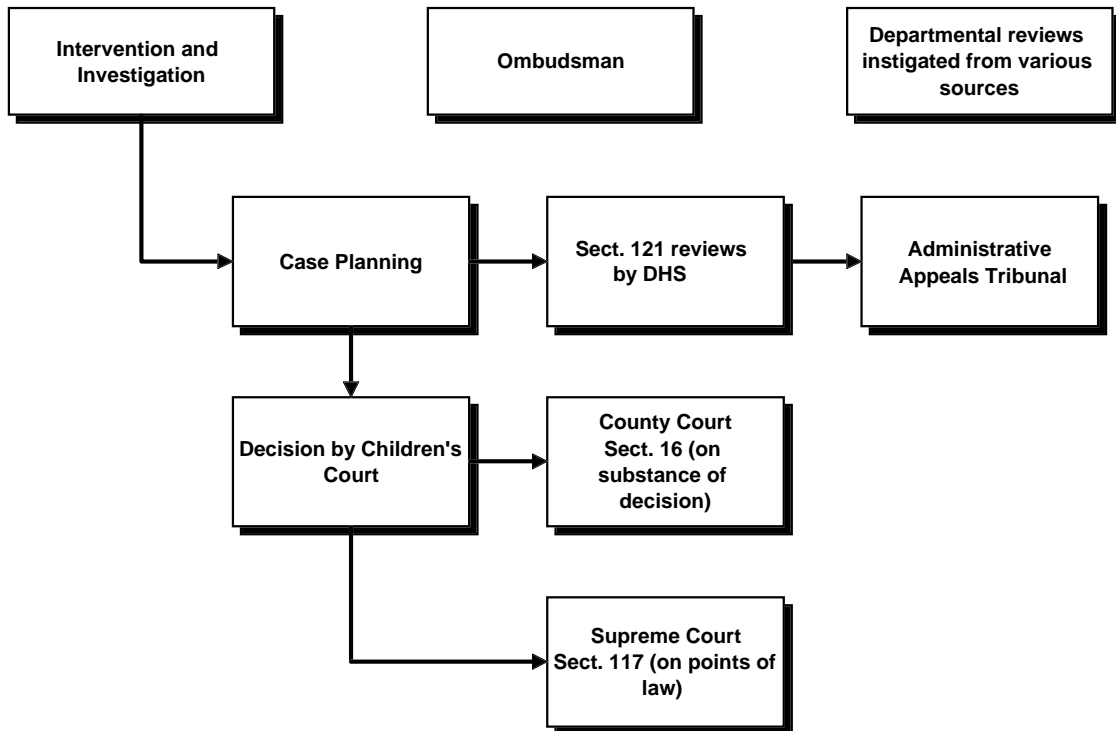 Intervention and
Investigation
Ombudsman
Departmental reviews
instigated from various
sources
Case Planning
Sect. 121 reviews
by DHS
Administrative
Appeals Tribunal
Decision by Children's
Court
County Court
Sect. 16 (on
substance of
decision)
Supreme Court
Sect. 117 (on points of
law)